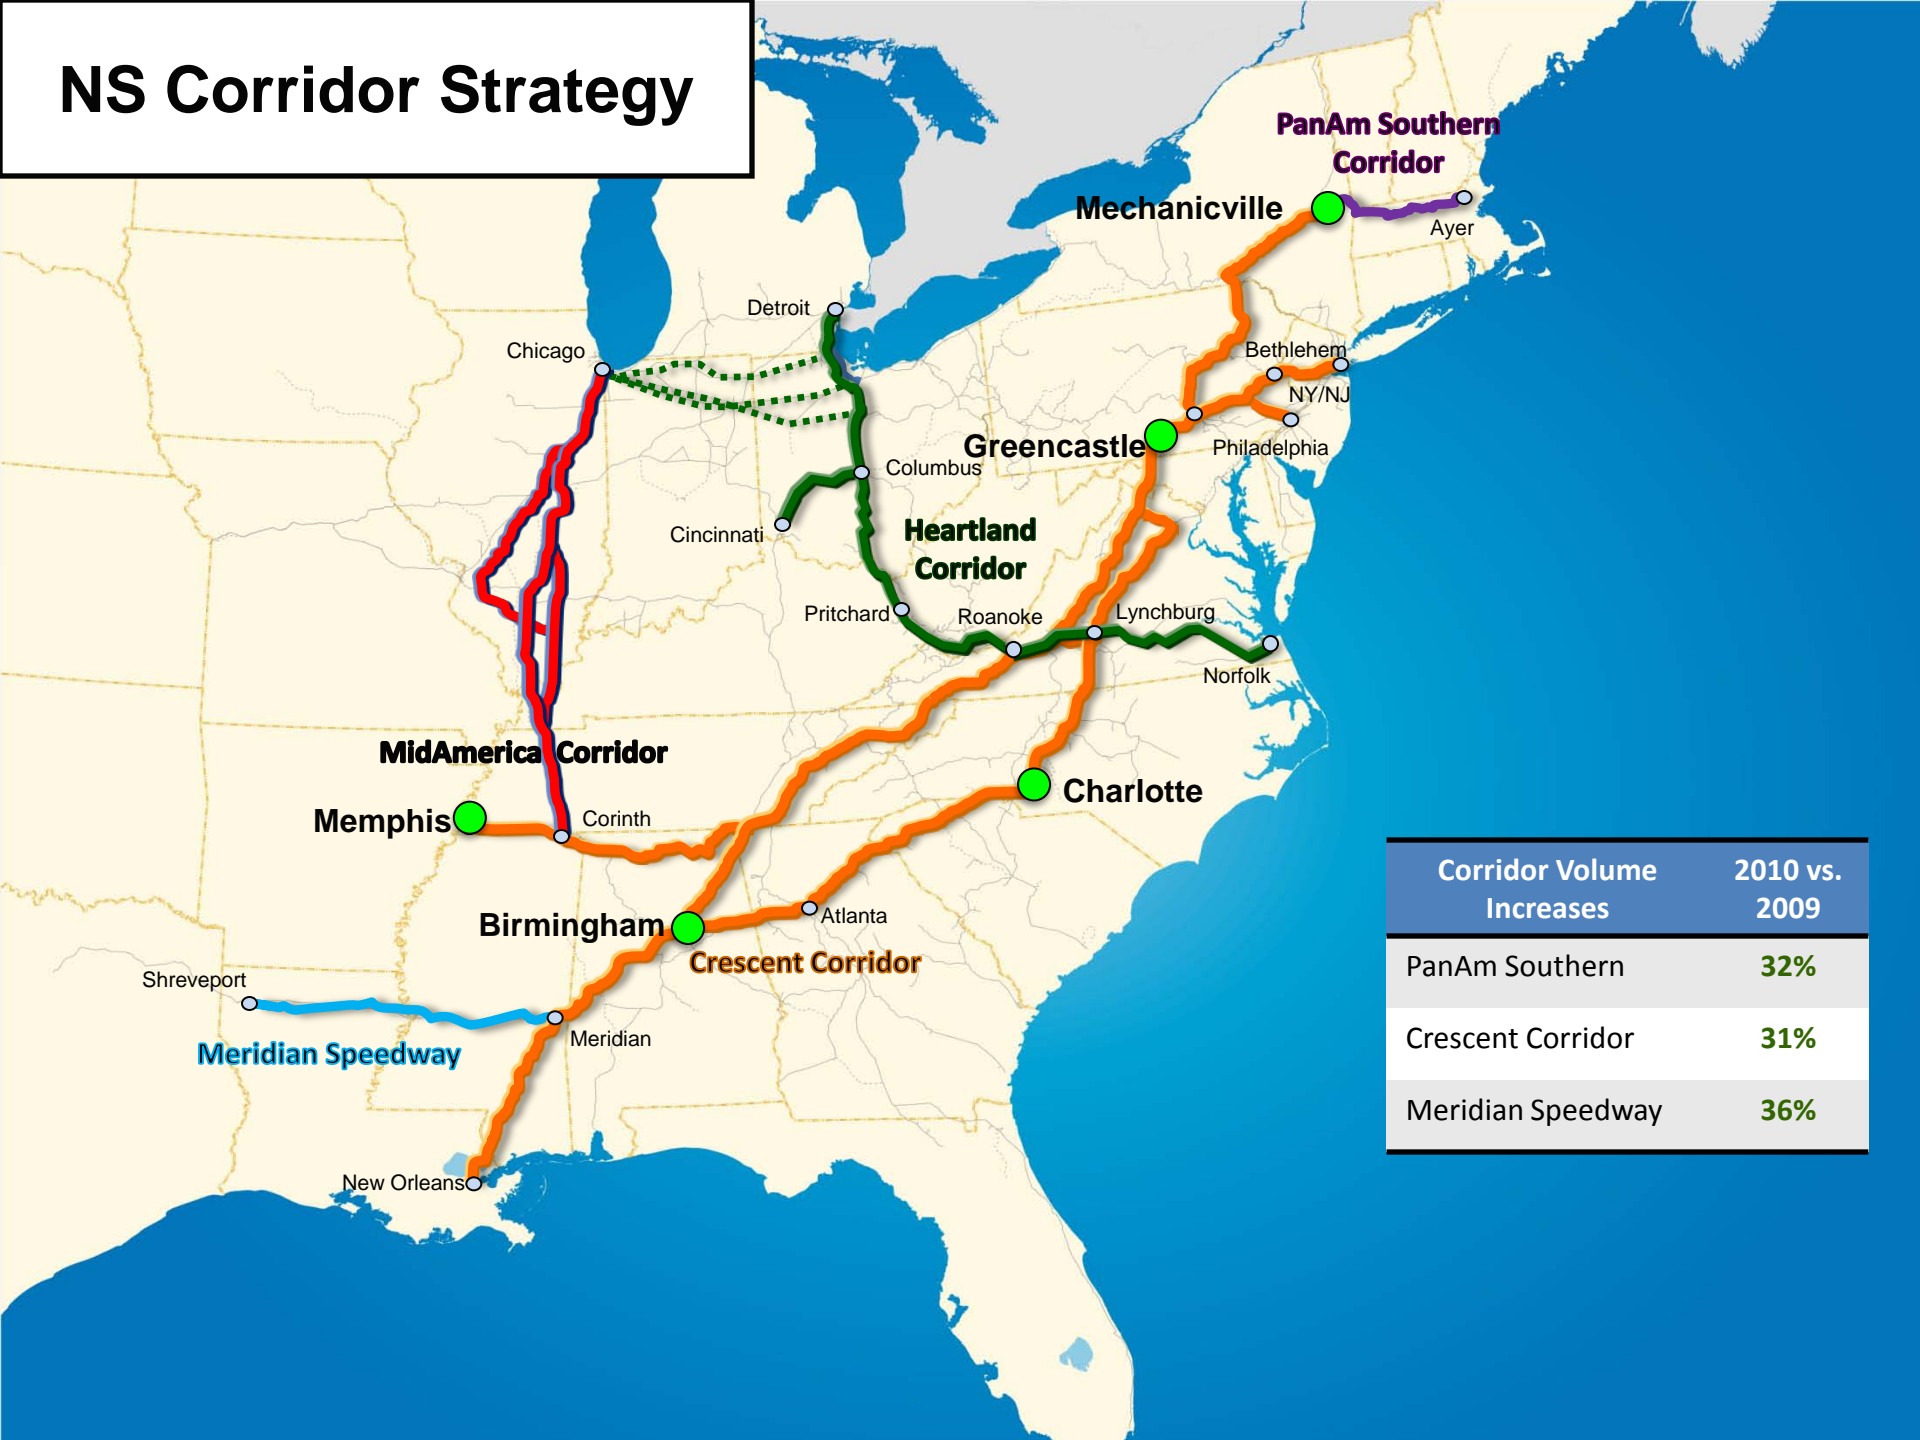 NS Corridor Strategy
PanAm Southern
Corridor
Mechanicville
Ayer
Detroit
Chicago
Bethlehem
NY/NJ
Greencastle
Philadelphia
Columbus
Cincinnati
Heartland
Corridor
Pritchard
Roanoke
Lynchburg
Norfolk
MidAmerica Corridor
Memphis
Corinth
Charlotte
Birmingham
Atlanta
Crescent Corridor
Shreveport
Meridian
Meridian Speedway
New Orleans
Corridor Volume
Increases
2010 vs.
2009
PanAm Southern 32%
Crescent Corridor 31%
Meridian Speedway 36%